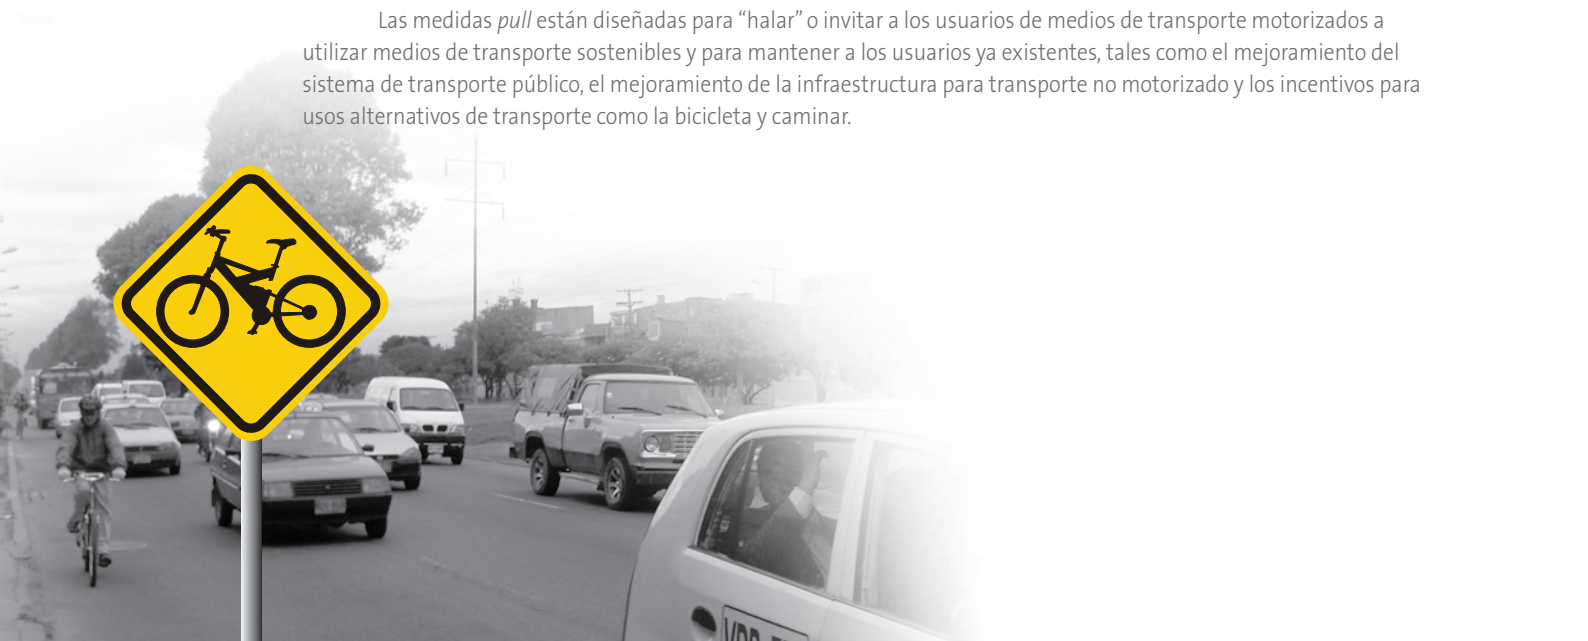 Las medidas pull están diseñadas para “halar” o invitar a los usuarios de medios de transporte motorizados a
utilizar medios de transporte sostenibles y para mantener a los usuarios ya existentes, tales como el mejoramiento del
sistema de transporte público, el mejoramiento de la infraestructura para transporte no motorizado y los incentivos para
usos alternativos de transporte como la bicicleta y caminar.